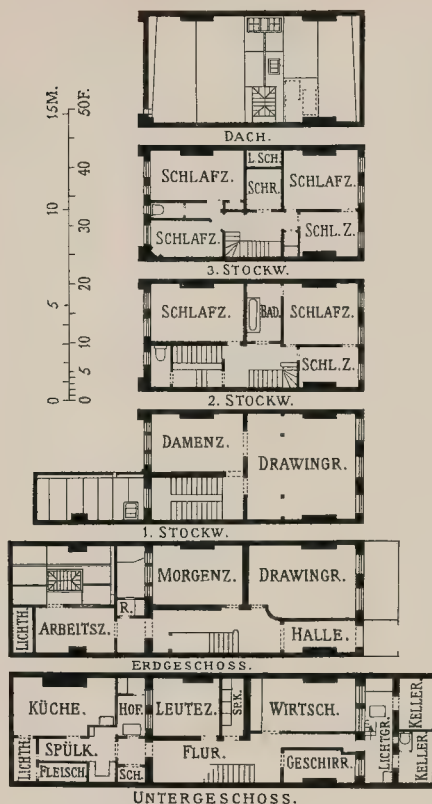 15M.
50F.
40
10
30
20
5
10
5
0
0
DACH.
SCHLAFZ.
L SCH.
SCHR.
SCHLAFZ.
SCHLAFZ.
SCHL. Z.
3. STOCKW.
SCHLAFZ.
BAD.
SCHLAFZ.
SCHL. Z.
2. STOCKW.
DAMENZ.
DRAWINGR.
1. STOCKW.
LICHTH.
ARBEITSZ.
R.
MORGENZ.
DRAWINGR.
HALLE.
ERDGESCHOSS.
KÜCHE.
HOF.
LEUTEZ.
SP.K.
WIRTSCH.
LICHTGR.
KELLER.
KELLER.
LICHTH.
SPÜLK.
FLEISCH.
SCH.
FLUR.
GESCHIRR.
UNTERGESCHOSS.